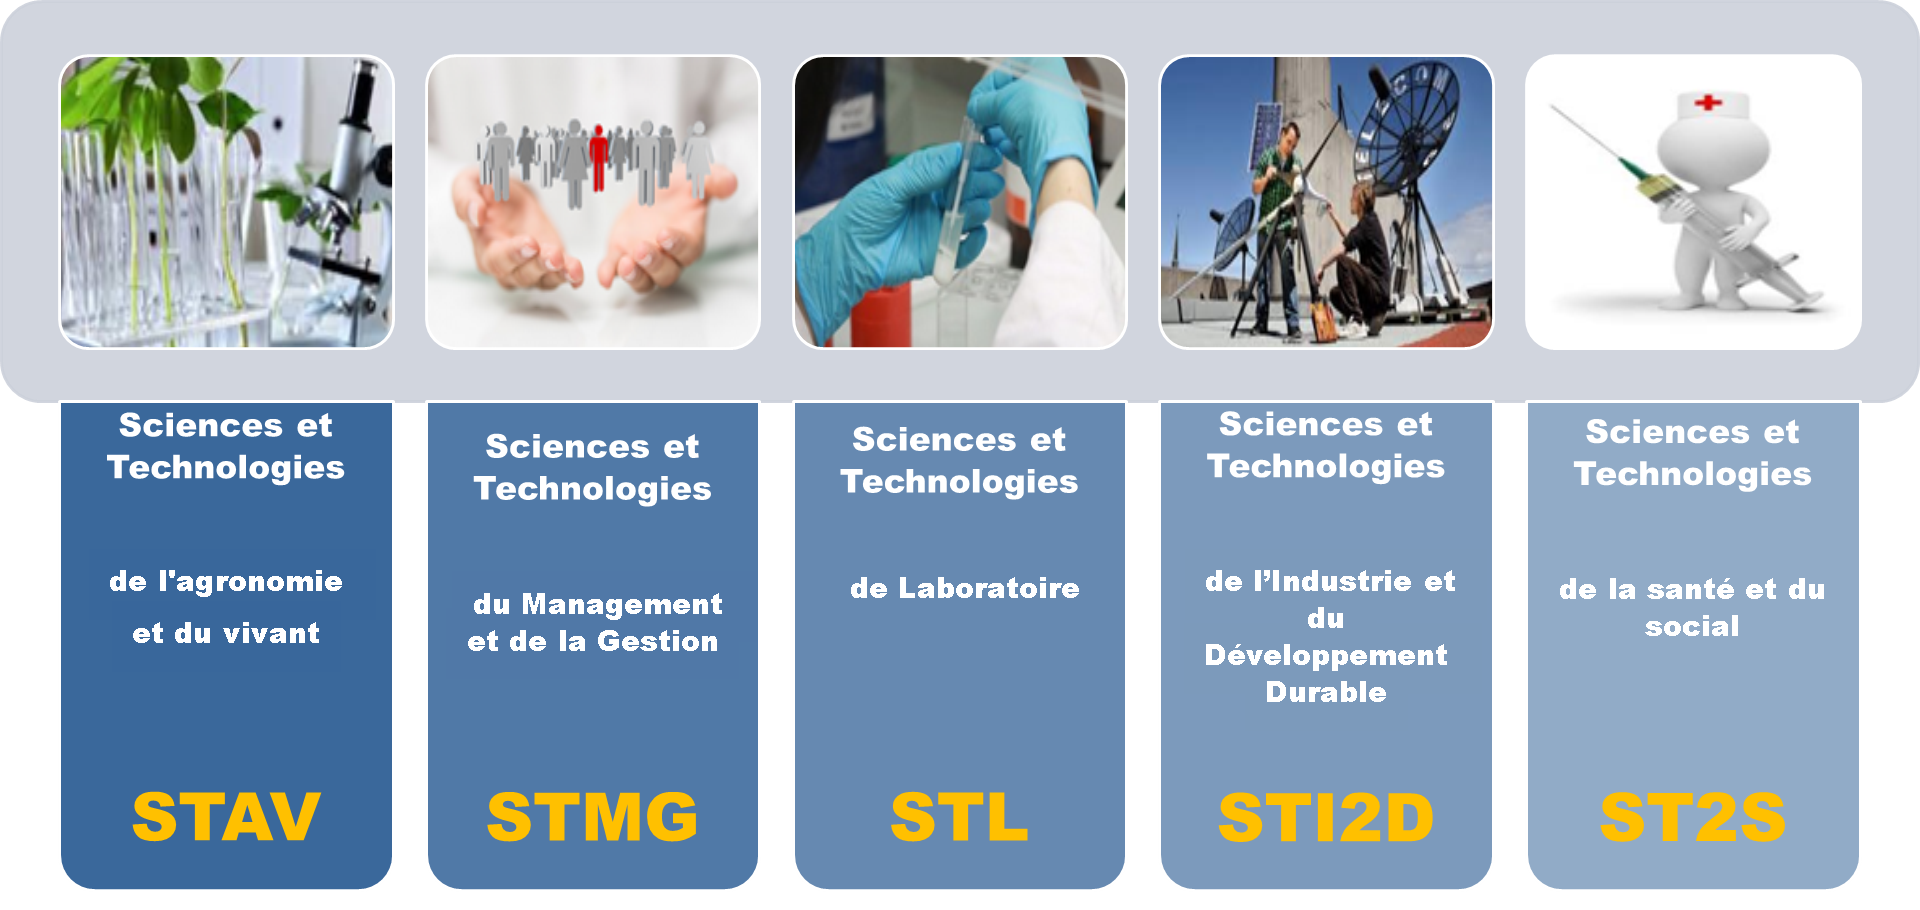 Sciences et
Technologies
de l'agronomie
et du vivant
STAV
Sciences et
Technologies
du Management
et de la Gestion
STMG
Sciences et
Technologies
de Laboratoire
STL
Sciences et
Technologies
de l’Industrie et
du
Développement
Durable
STI2D
Sciences et
Technologies
de la santé et du
social
ST2S